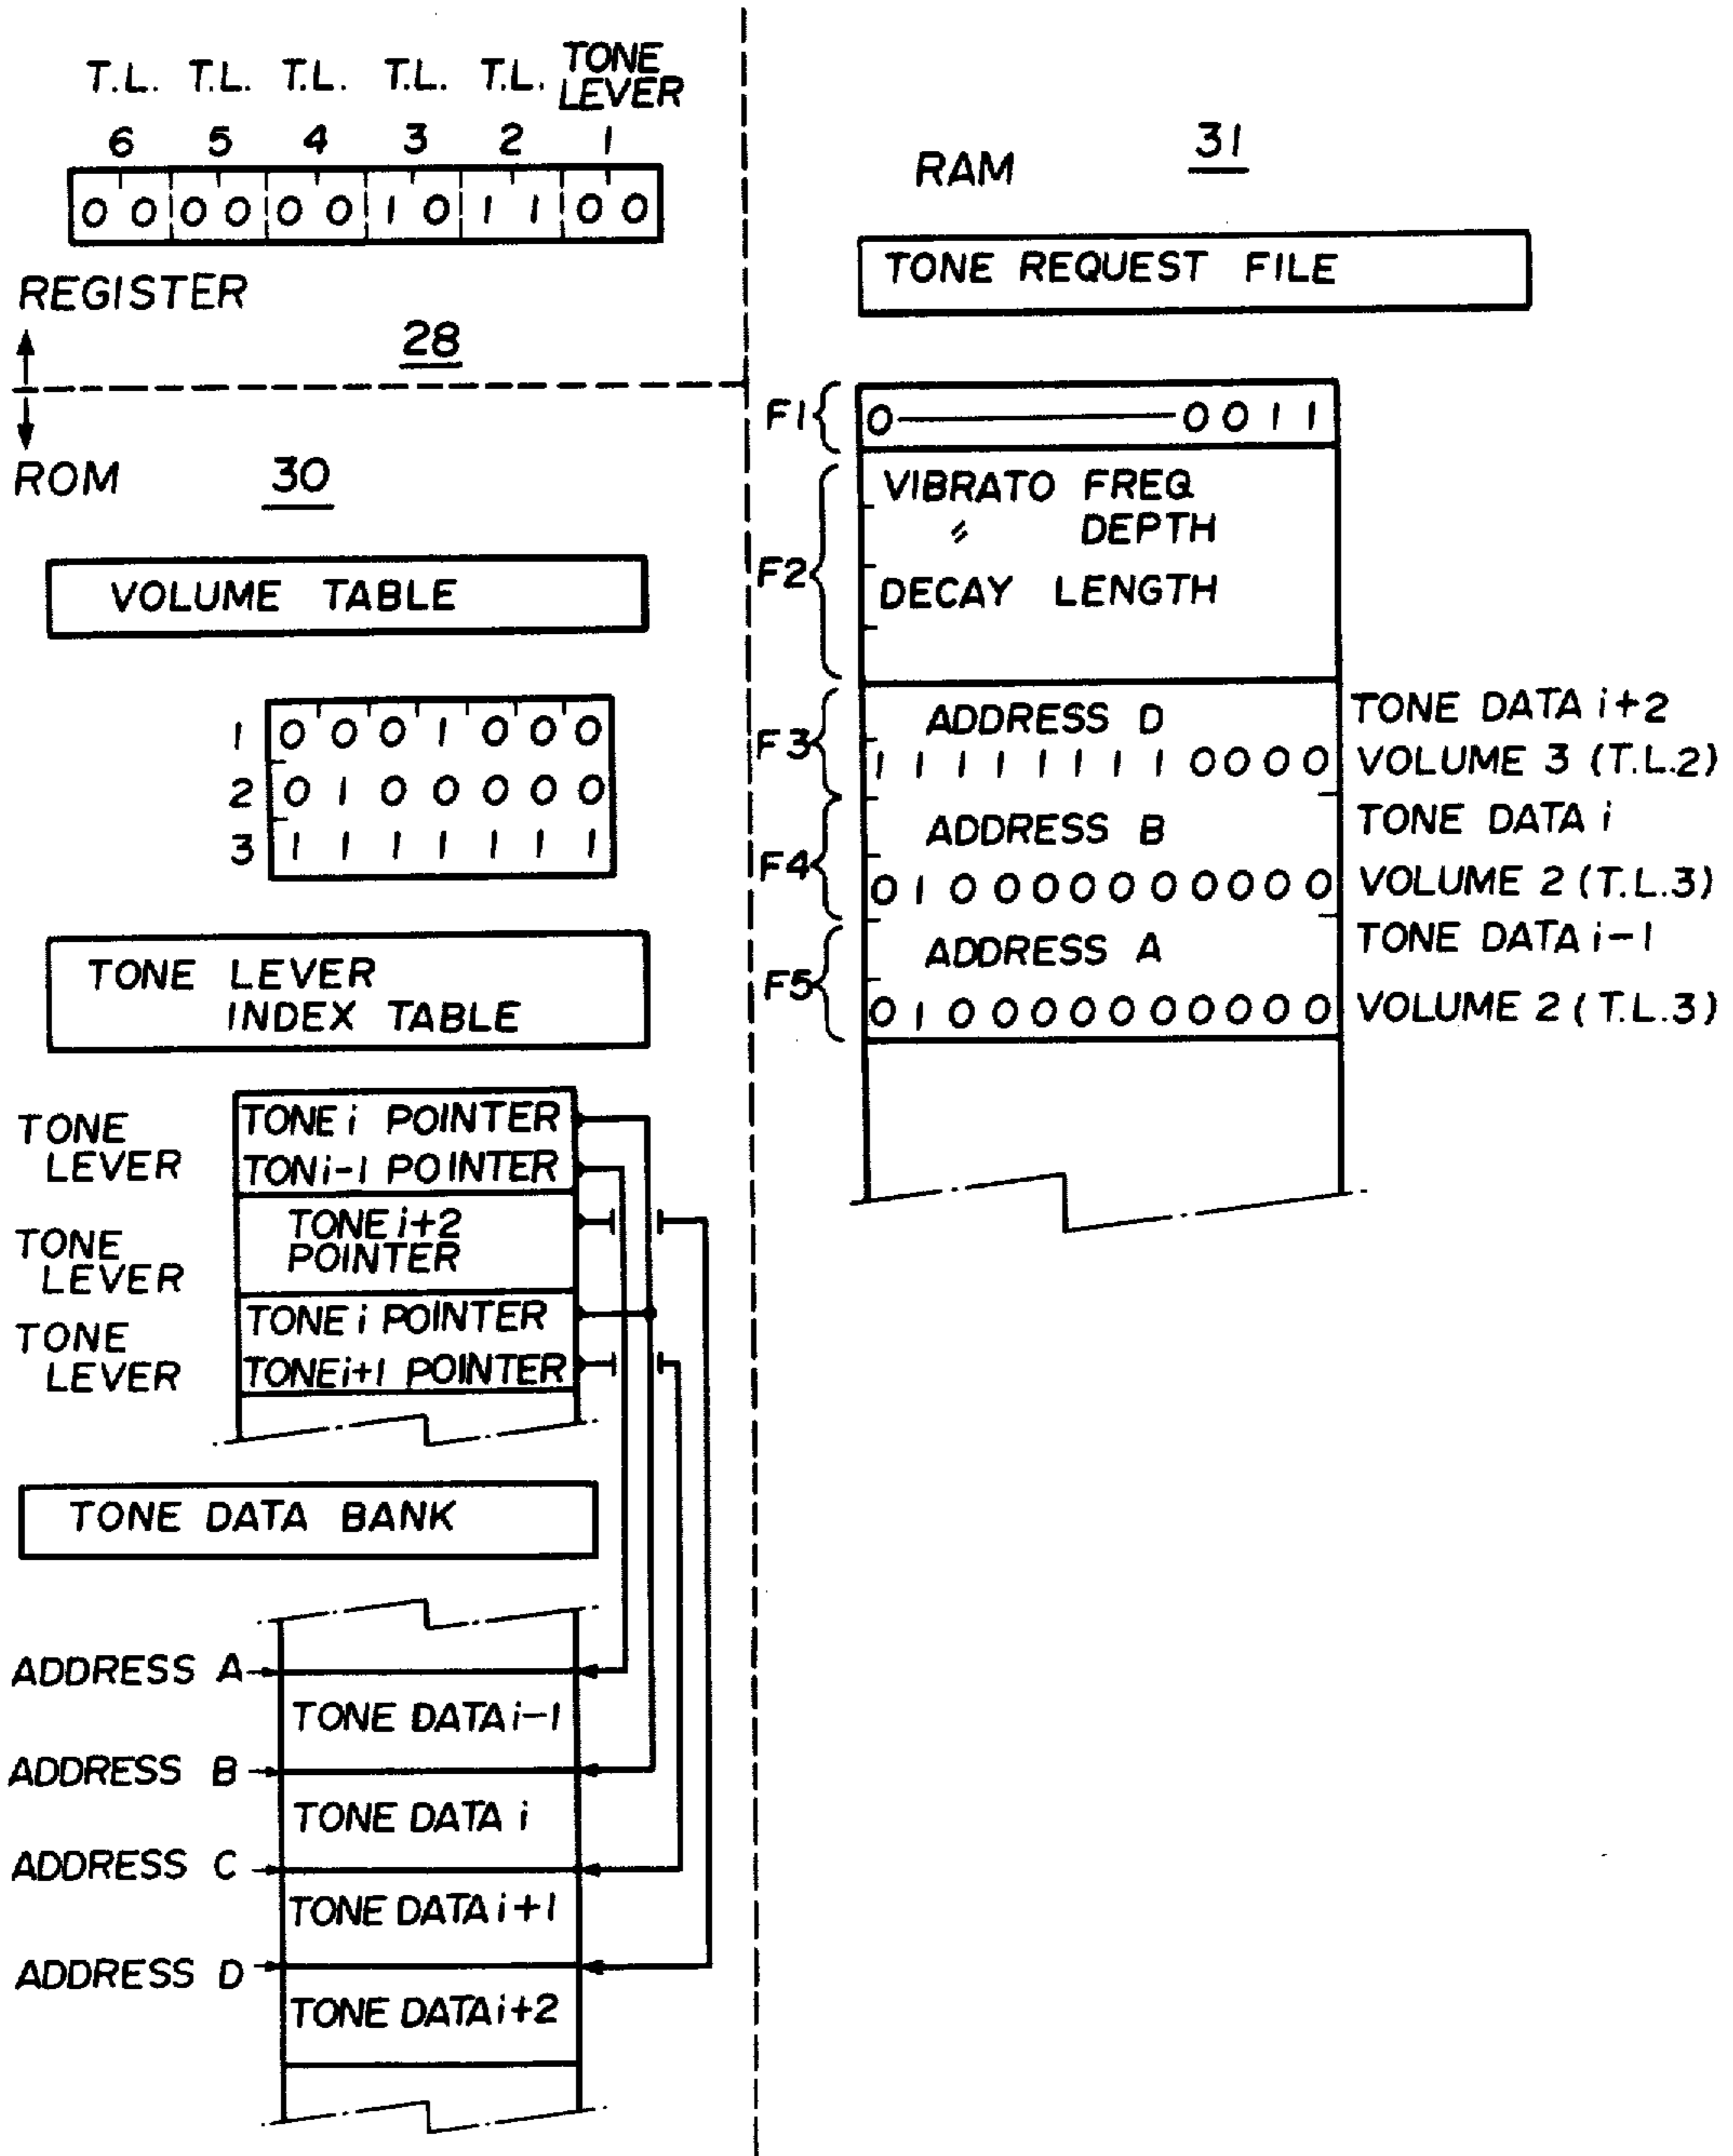 T.L. T.L. T.L. T.L. T.L. TONE LEVER
6 5 4 3 2 1
0 0 0 0 0 0 1 0 1 1 0 0
REGISTER
28
ROM 30
VOLUME TABLE
1 0 0 0 1 0 0 0
2 0 1 0 0 0 0 0
3 1 1 1 1 1 1 1
TONE LEVER
INDEX TABLE
TONE LEVER
TONE i POINTER
TON i-1 POINTER
TONE LEVER
TONE i+2
POINTER
TONE LEVER
TONE i POINTER
TONE i+1 POINTER
TONE DATA BANK
ADDRESS A
TONE DATA i-1
ADDRESS B
TONE DATA i
ADDRESS C
TONE DATA i+1
ADDRESS D
TONE DATA i+2
RAM 31
TONE REQUEST FILE
F1 0 0 0 1 1
F2
VIBRATO FREQ
〃 DEPTH
DECAY LENGTH
F3
ADDRESS D TONE DATA i+2
1 1 1 1 1 1 1 1 0 0 0 0 VOLUME 3 (T.L.2)
F4
ADDRESS B TONE DATA i
0 1 0 0 0 0 0 0 0 0 0 0 VOLUME 2 (T.L.3)
F5
ADDRESS A TONE DATA i-1
0 1 0 0 0 0 0 0 0 0 0 0 VOLUME 2 (T.L.3)